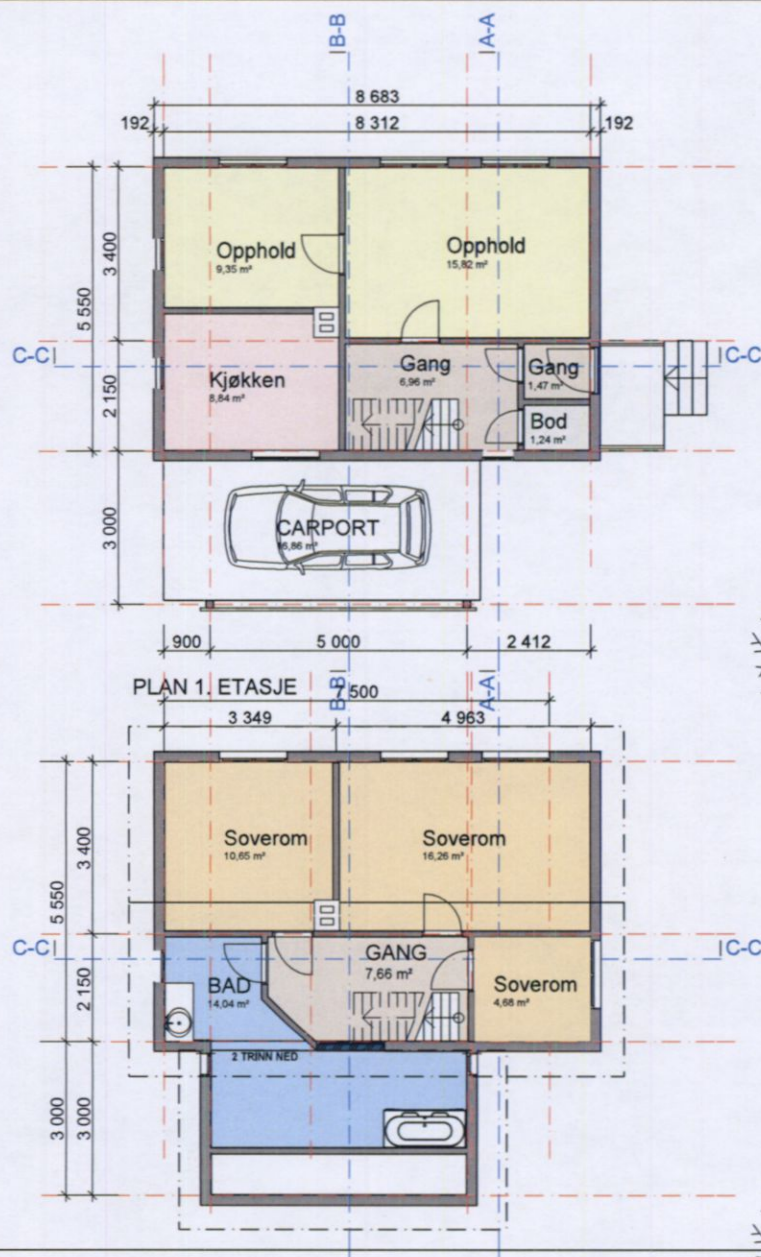 B-B
A-A
8 683
192
8 312
192
3 400
5 550
2 150
3 000
Opphold
9,35 m²
Opphold
15,82 m²
C-C
Kjøkken
8,84 m²
Gang
6,96 m²
Gang
1,47 m²
Bod
1,24 m²
C-C
CARPORT
900
5 000
2 412
PLAN 1. ETASJE
B-B
7 500
A-A
3 349
4 963
3 400
5 550
2 150
3 000
3 000
Soverom
10,65 m²
Soverom
16,26 m²
C-C
BAD
14,04 m²
GANG
7,66 m²
Soverom
4,68 m²
C-C
2 TRINN NED